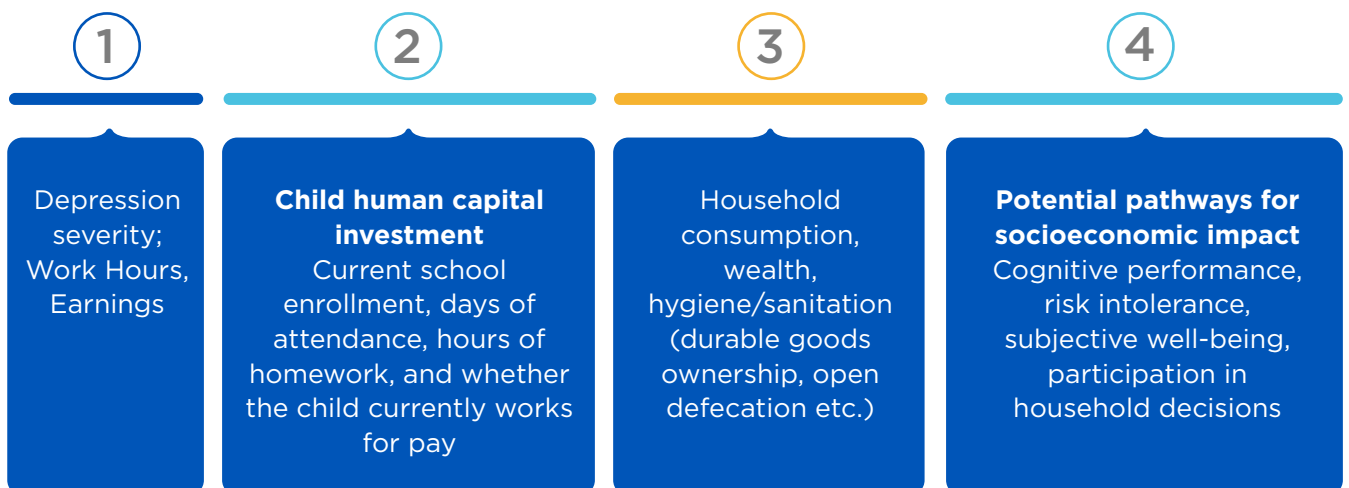 1
2
3
4
Depression
severity;
Work Hours,
Earnings
Child human capital
investment
Current school
enrollment, days of
attendance, hours of
homework, and whether
the child currently works
for pay
Household
consumption,
wealth,
hygiene/sanitation
(durable goods
ownership, open
defecation etc.)
Potential pathways for
socioeconomic impact
Cognitive performance,
risk intolerance,
subjective well-being,
participation in
household decisions